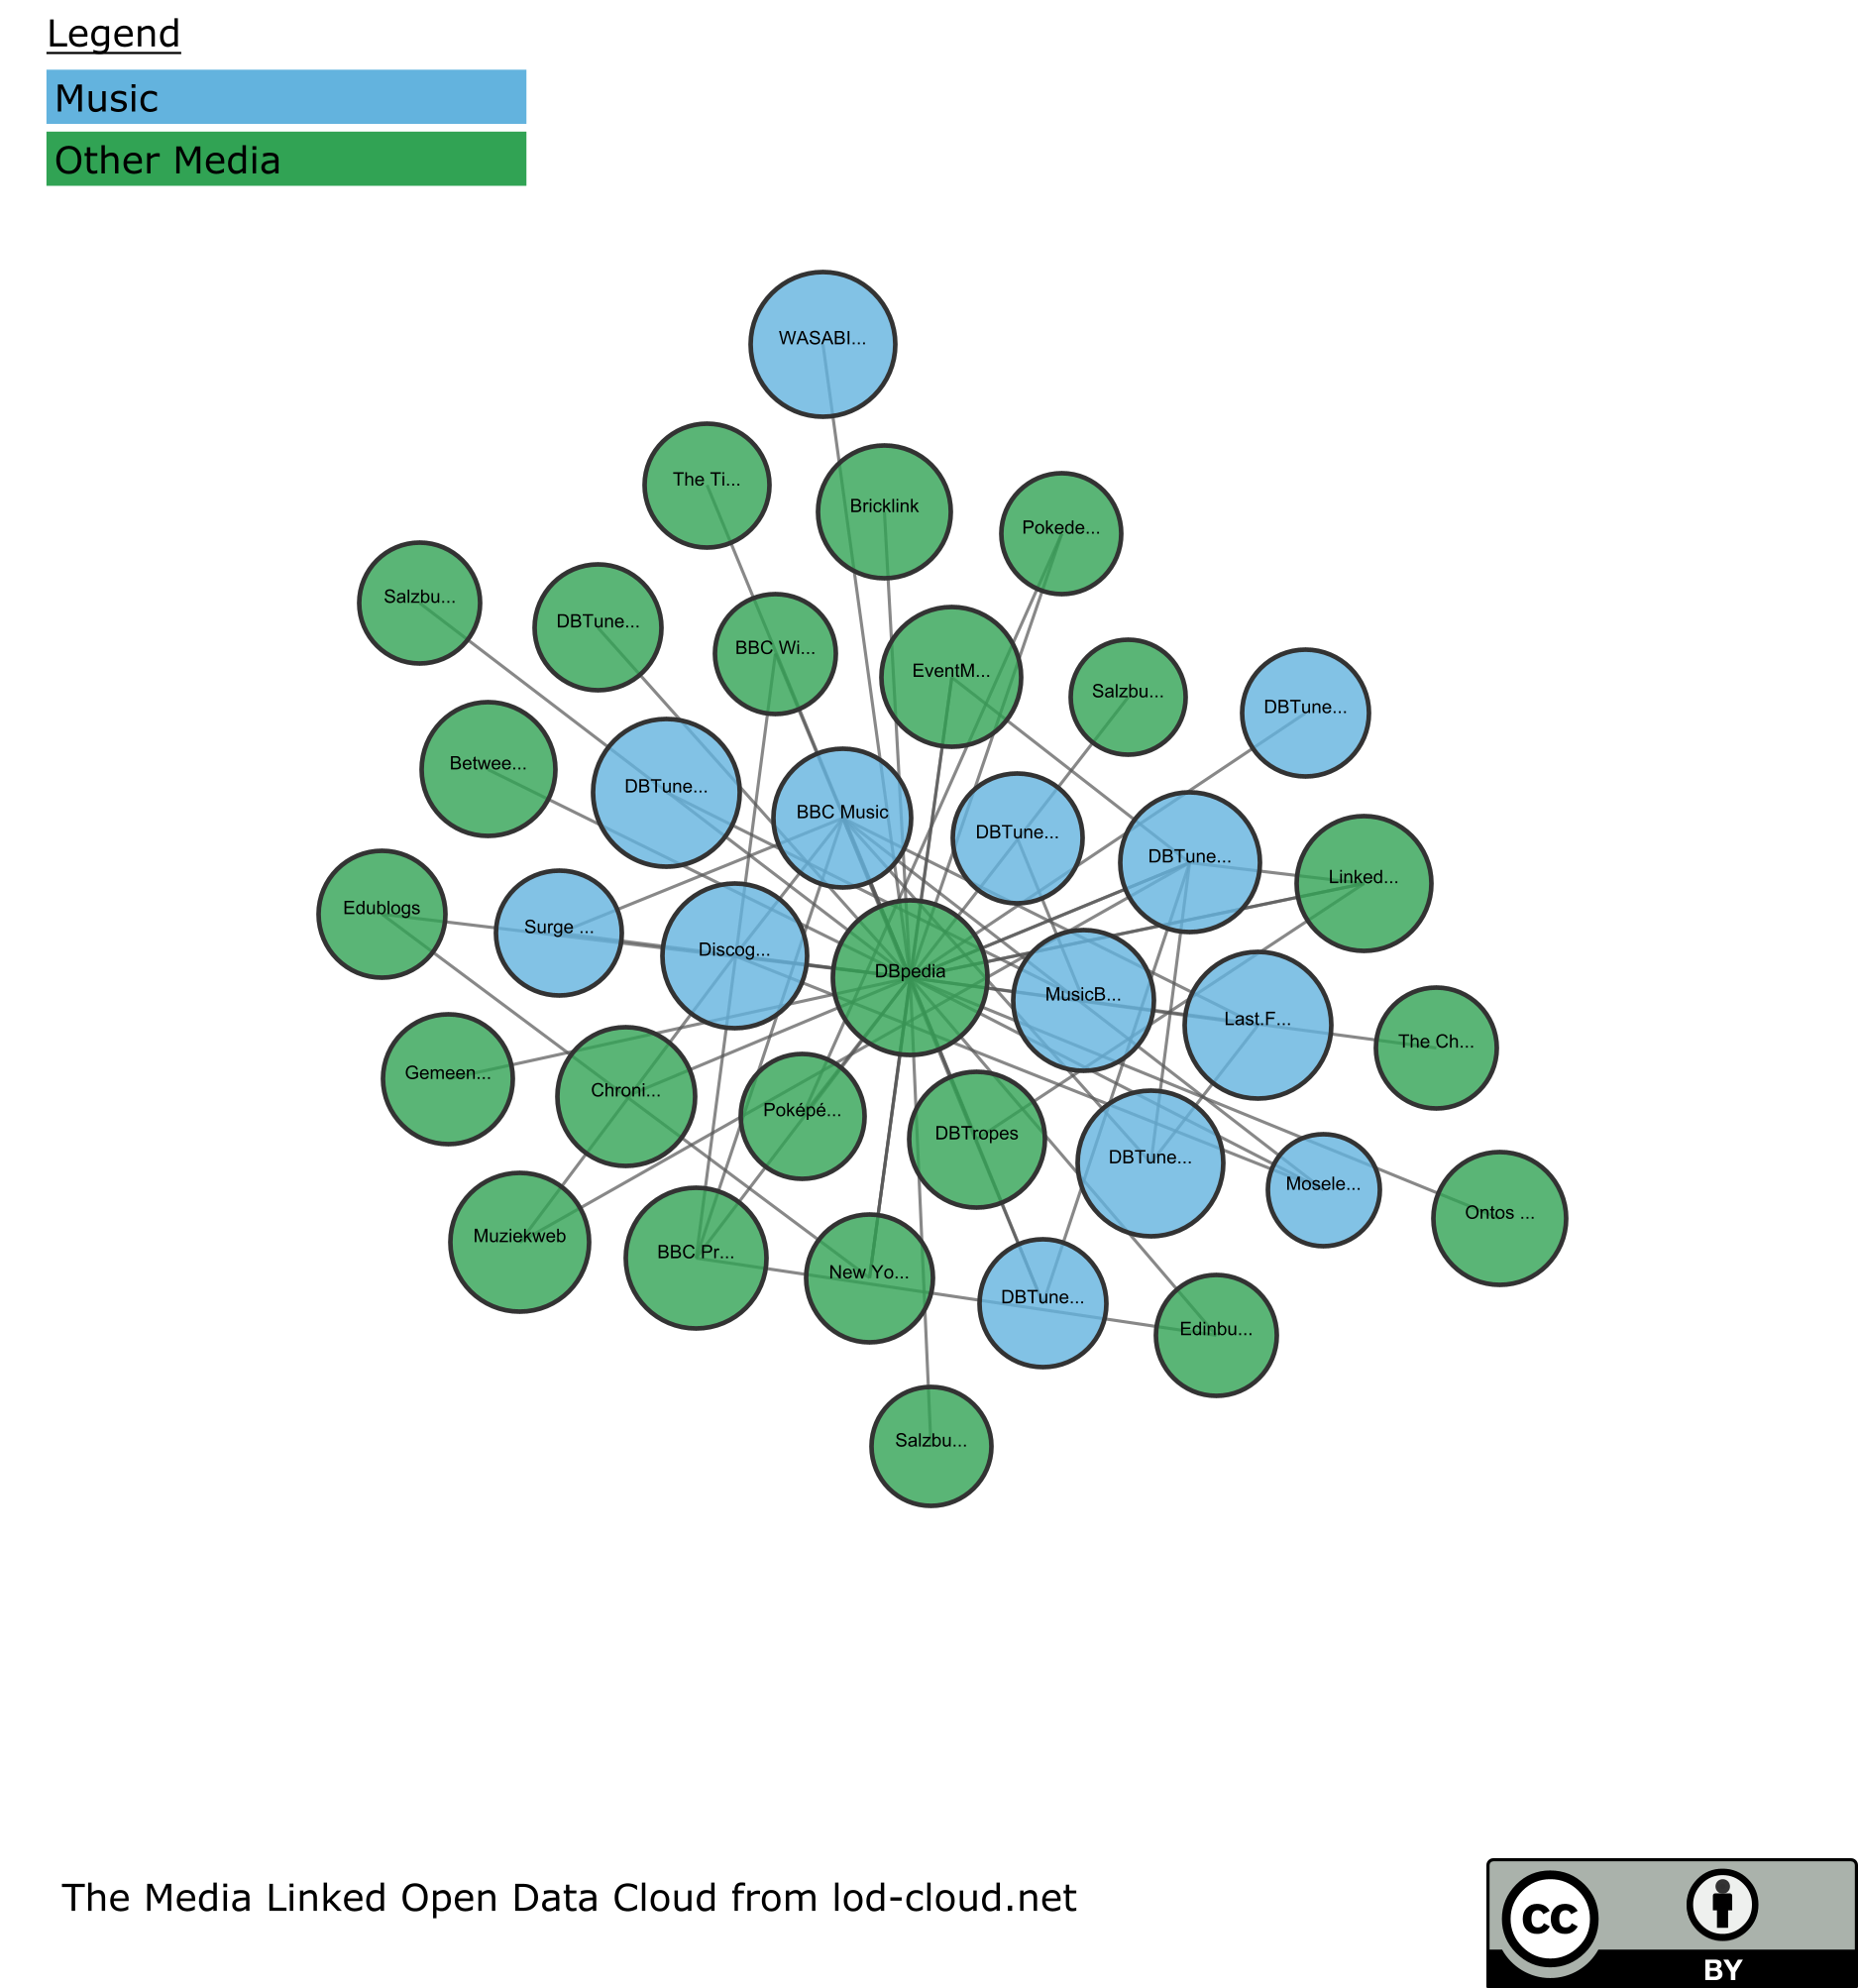 Legend
Music
Other Media
WASABI...
The Ti...
Bricklink
Pokede...
Salzbu...
DBTune...
BBC Wi...
EventM...
Salzbu...
DBTune...
Betwee...
DBTune...
BBC Music
DBTune...
DBTune...
Linked...
Edublogs
Surge ...
Discog...
DBpedia
MusicB...
Last.F...
The Ch...
Gemeen...
Chroni...
Poképé...
DBTropes
DBTune...
Mosele...
Ontos ...
Muziekweb
BBC Pr...
New Yo...
DBTune...
Edinbu...
Salzbu...
The Media Linked Open Data Cloud from lod-cloud.net
cc
BY